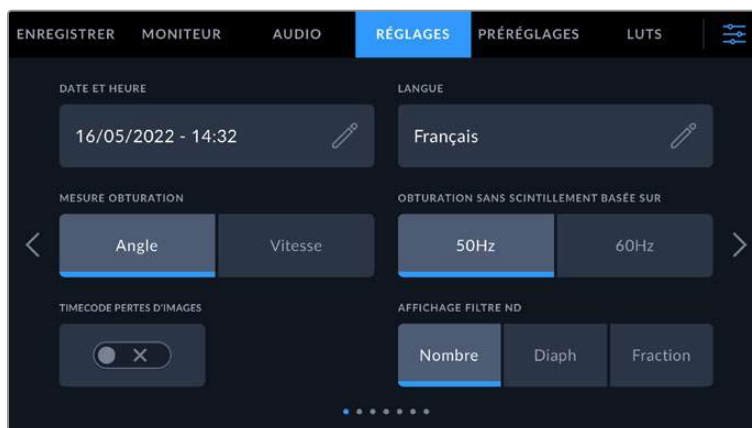 ENREGISTRER MONITEUR AUDIO RÉGLAGES PRÉRÉGLAGES LUTS
DATE ET HEURE LANGUE
16/05/2022 - 14:32 Français
MESURE OBTURATION OBTURATION SANS SCINTILLEMENT BASÉE SUR
Angle Vitesse 50Hz 60Hz
TIMECODE PERTES D'IMAGES AFFICHAGE FILTRE ND
Nombre Diaph Fraction